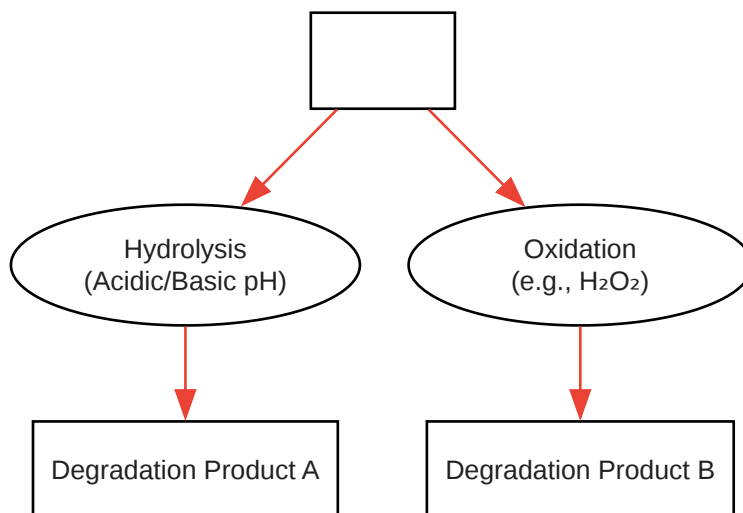 Hydrolysis
(Acidic/Basic pH)
Oxidation
(e.g., H₂O₂)
Degradation Product A
Degradation Product B